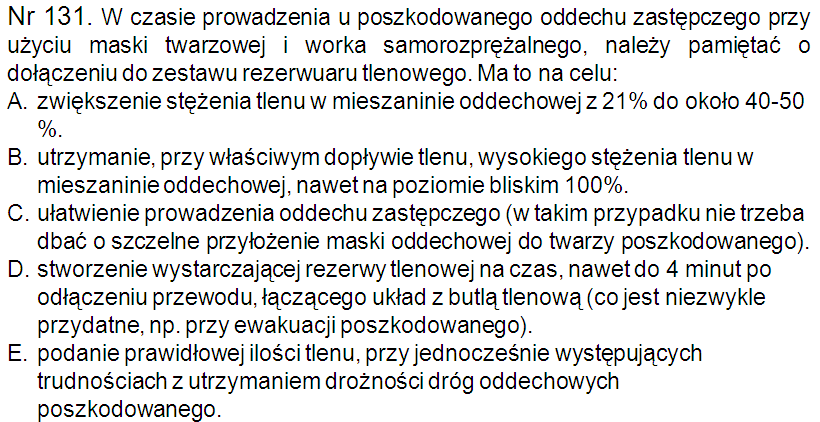 Nr 131. W czasie prowadzenia u poszkodowanego oddechu zastępczego przy
użyciu maski twarzowej i worka samorozprężalnego, należy pamiętać o
dołączeniu do zestawu rezerwuaru tlenowego. Ma to na celu:
A. zwiększenie stężenia tlenu w mieszaninie oddechowej z 21% do około 40-50
%.
B. utrzymanie, przy właściwym dopływie tlenu, wysokiego stężenia tlenu w
mieszaninie oddechowej, nawet na poziomie bliskim 100%.
C. ułatwienie prowadzenia oddechu zastępczego (w takim przypadku nie trzeba
dbać o szczelne przyłożenie maski oddechowej do twarzy poszkodowanego).
D. stworzenie wystarczającej rezerwy tlenowej na czas, nawet do 4 minut po
odłączeniu przewodu, łączącego układ z butlą tlenową (co jest niezwykle
przydatne, np. przy ewakuacji poszkodowanego).
E. podanie prawidłowej ilości tlenu, przy jednocześnie występujących
trudnościach z utrzymaniem drożności dróg oddechowych
poszkodowanego.